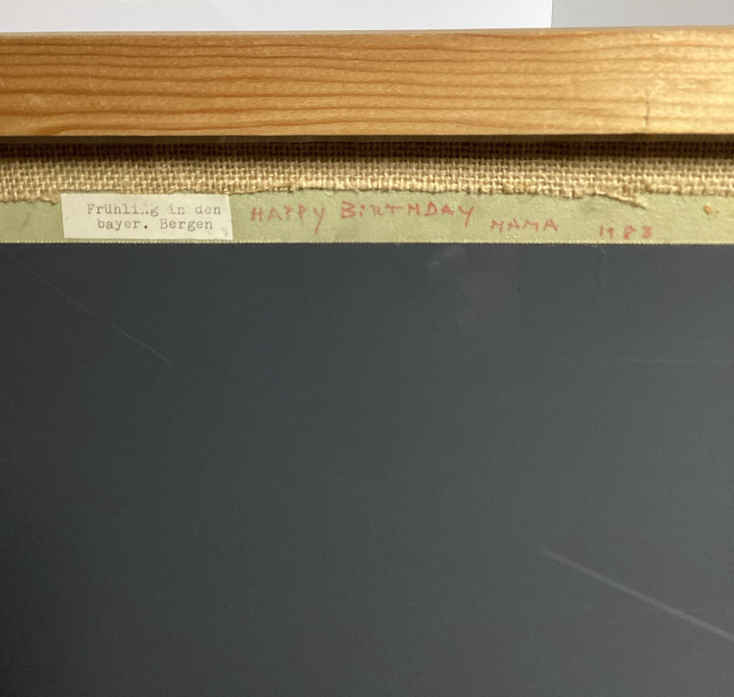 Frühling in den
bayer. Bergen
HAPPY BIRTHDAY
MAMA 1983